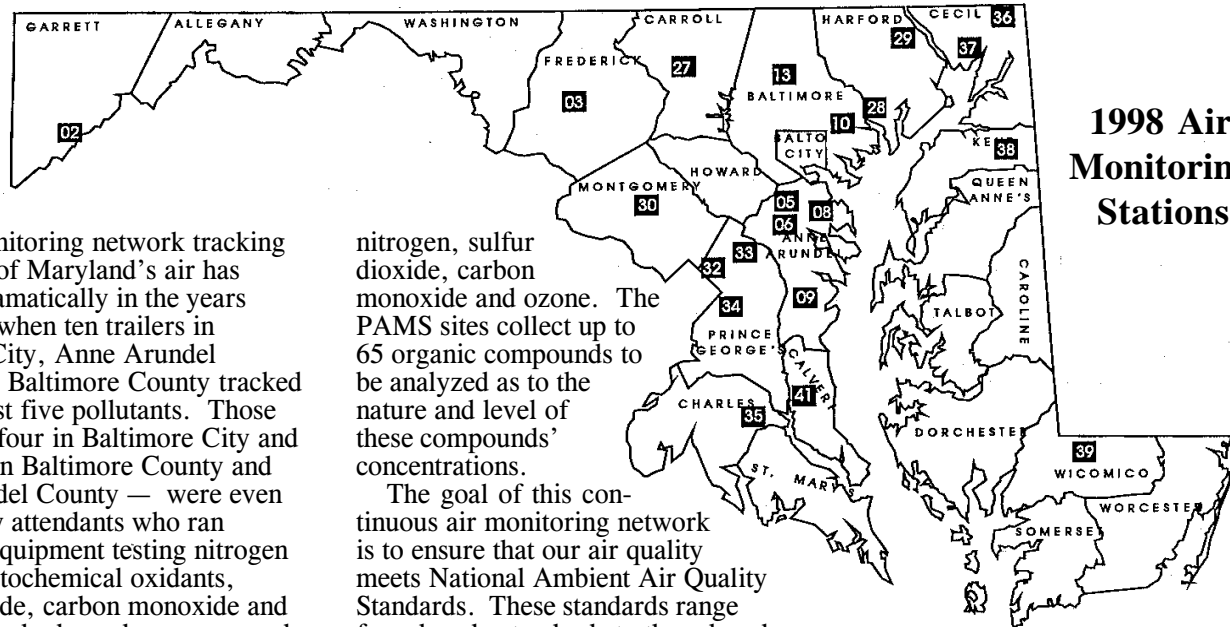 GARRETT
ALLEGANY
WASHINGTON
CARROLL
HARFORD
CECIL
36
29
37
FREDERICK
27
13
03
BALTIMORE
28
02
10
BALTO
CITY
KE
38
HOWARD
MONTGOMERY
QUEEN
ANNE'S
30
05
08
06
ANNE
ARUNDEL
33
32
09
34
PRINCE
GEORGE'S
CAROLINE
TALBOT
CALVER
41
CHARLES
35
DORCHESTER
39
WICOMICO
ST. MARY'S
WORCESTER
SOMERSET
1998 Air
Monitorin
Stations
nitoring network tracking
of Maryland's air has
amatically in the years
when ten trailers in
City, Anne Arundel
Baltimore County tracked
st five pollutants. Those
four in Baltimore City and
n Baltimore County and
del County — were even
y attendants who ran
equipment testing nitrogen
tochemical oxidants,
de, carbon monoxide and
nitrogen, sulfur
dioxide, carbon
monoxide and ozone. The
PAMS sites collect up to
65 organic compounds to
be analyzed as to the
nature and level of
these compounds'
concentrations.
The goal of this con-
tinuous air monitoring network
is to ensure that our air quality
meets National Ambient Air Quality
Standards. These standards range